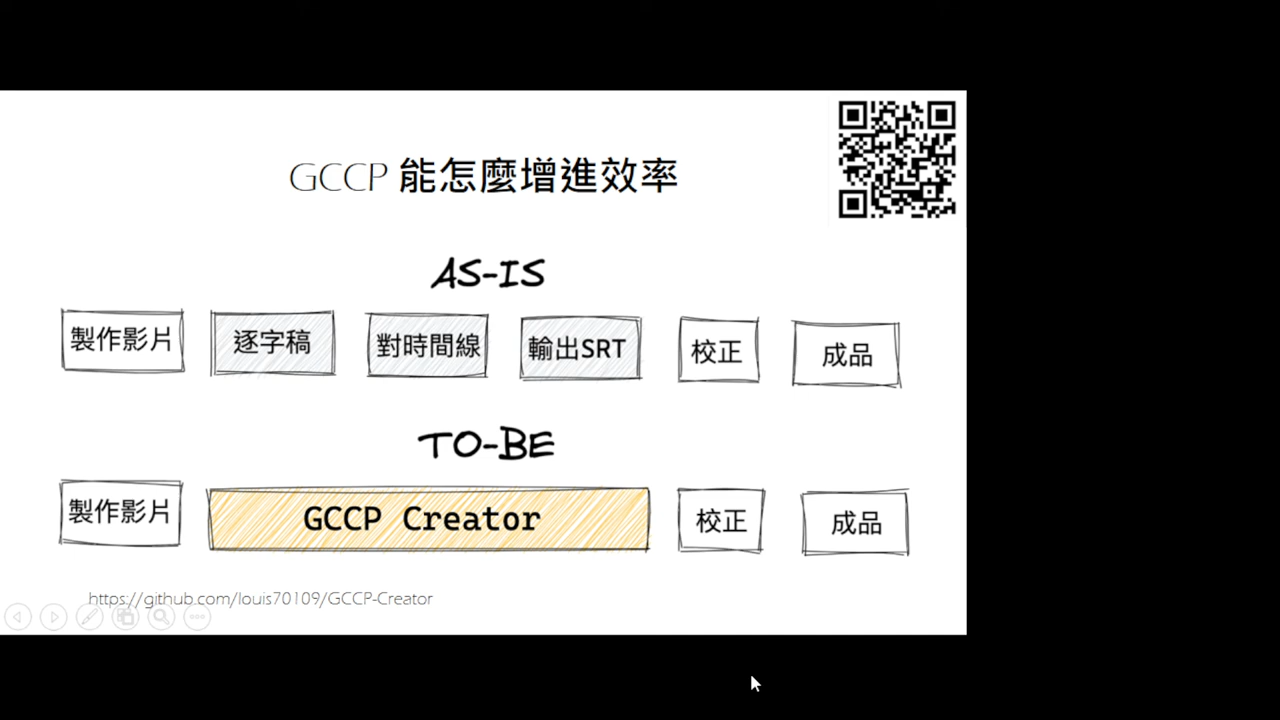 GCCP 能怎麼增進效率
AS-IS
製作影片 逐字稿 對時間線 輸出SRT 校正 成品
TO-BE
製作影片 GCCP Creator 校正 成品
https://github.com/louis70109/GCCP-Creator